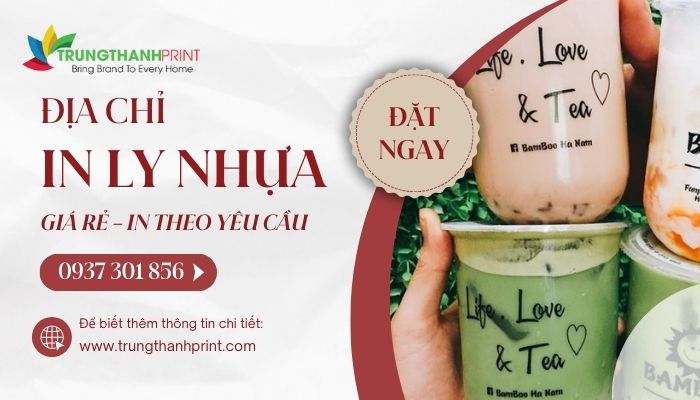 TRUNGTHANHPRINT
Bring Brand To Every Home
ĐỊA CHỈ
IN LY NHỰA
GIÁ RẺ – IN THEO YÊU CẦU
0937 301 856
Để biết thêm thông tin chi tiết:
www.trungthanhprint.com
ĐẶT
NGAY
Life . Love
& Tea
BamBoo Ha Nam
Life . Love
& Tea
BamBoo Ha Nam
BAM